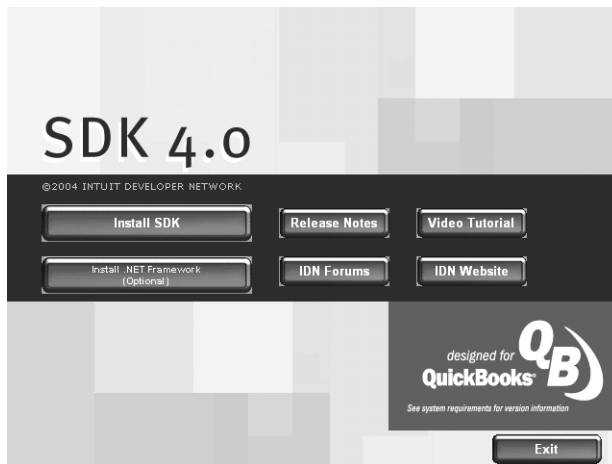 SDK 4.0
©2004 INTUIT DEVELOPER NETWORK
Install SDK
Release Notes
Video Tutorial
Install .NET Framework
(Optional)
IDN Forums
IDN Website
designed for
QuickBooks®
QB
See system requirements for version information
Exit